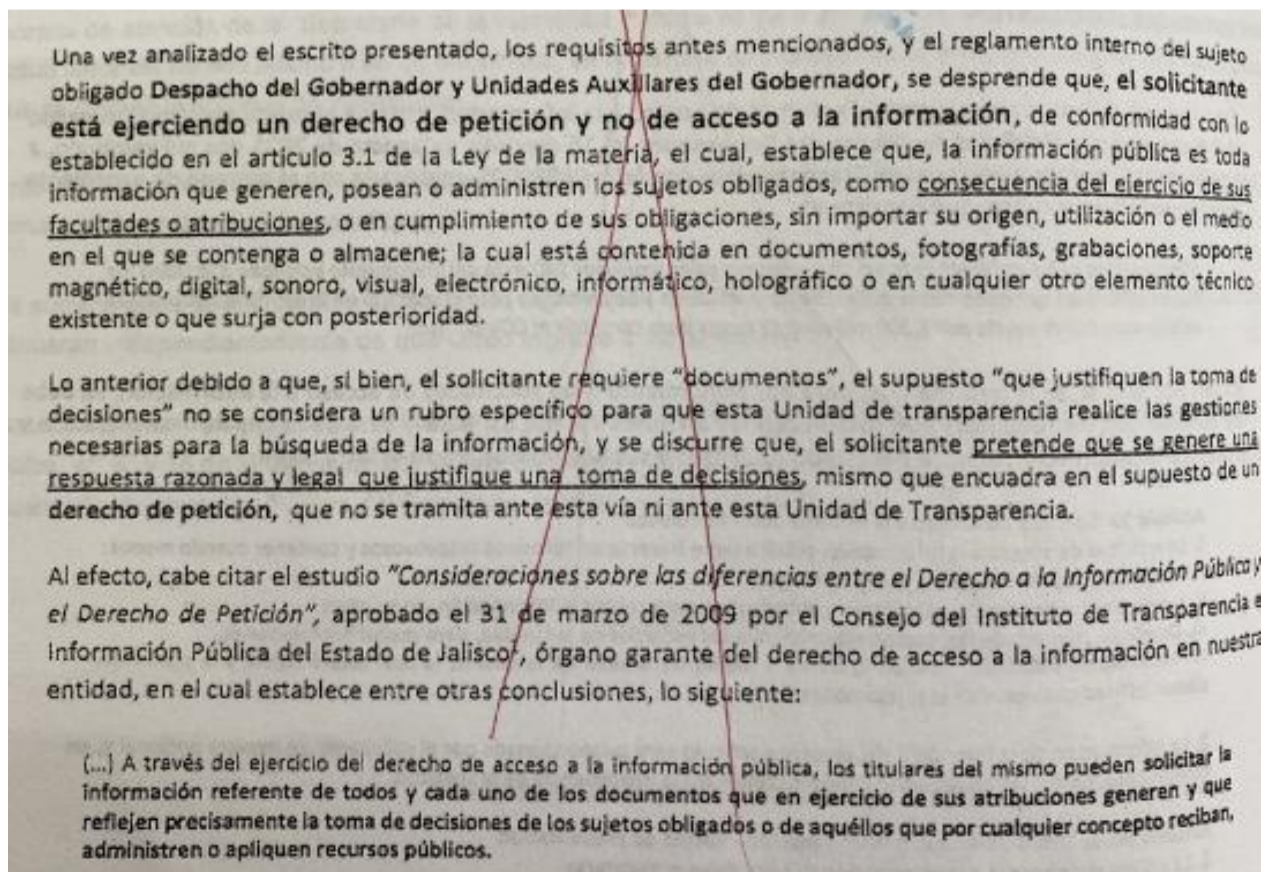 Una vez analizado el escrito presentado, los requisitos antes mencionados, y el reglamento interno del sujeto
obligado Despacho del Gobernador y Unidades Auxiliares del Gobernador, se desprende que, el solicitante
está ejerciendo un derecho de petición y no de acceso a la información, de conformidad con lo
establecido en el articulo 3.1 de la Ley de la materia, el cual, establece que, la información pública es toda
información que generen, posean o administren los sujetos obligados, como consecuencia del ejercicio de sus
facultades o atribuciones, o en cumplimiento de sus obligaciones, sin importar su origen, utilización o el medio
en el que se contenga o almacene; la cual está contenida en documentos, fotografías, grabaciones, soporte
magnético, digital, sonoro, visual, electrónico, informático, holográfico o en cualquier otro elemento técnico
existente o que surja con posterioridad.
Lo anterior debido a que, si bien, el solicitante requiere "documentos", el supuesto "que justifiquen la toma de
decisiones" no se considera un rubro específico para que esta Unidad de transparencia realice las gestiones
necesarias para la búsqueda de la información, y se discurre que, el solicitante pretende que se genere una
respuesta razonada y legal que justifique una toma de decisiones, mismo que encuadra en el supuesto de un
derecho de petición, que no se tramita ante esta vía ni ante esta Unidad de Transparencia.
Al efecto, cabe citar el estudio "Consideraciones sobre las diferencias entre el Derecho a la Información Pública y
el Derecho de Petición", aprobado el 31 de marzo de 2009 por el Consejo del Instituto de Transparencia e
Información Pública del Estado de Jalisco, órgano garante del derecho de acceso a la información en nuestra
entidad, en el cual establece entre otras conclusiones, lo siguiente:
(...) A través del ejercicio del derecho de acceso a la información pública, los titulares del mismo pueden solicitar la
información referente de todos y cada uno de los documentos que en ejercicio de sus atribuciones generen y que
reflejen precisamente la toma de decisiones de los sujetos obligados o de aquéllos que por cualquier concepto reciban,
administren o apliquen recursos públicos.